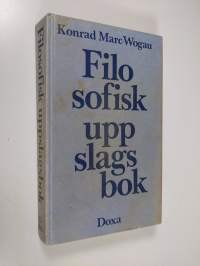 Konrad Marc-Wogau
Filo
sofisk
upp
slags
bok
Doxa
Filosofisk uppslagsbok